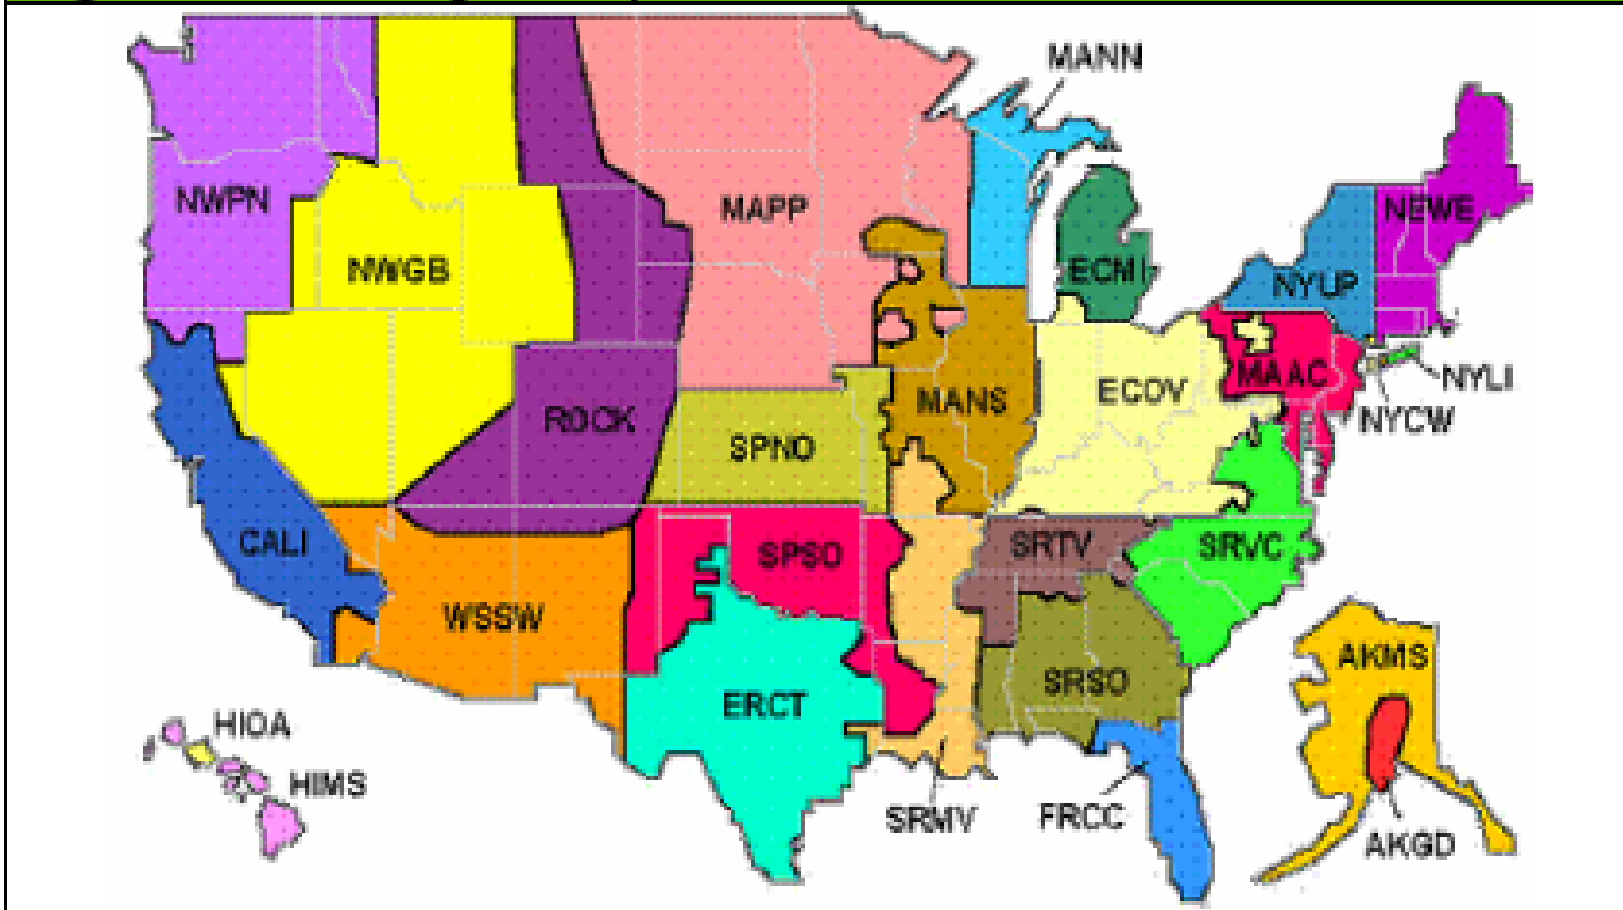 MANN
NWPN
MAPP
NEWE
NWGB
ECMI
NYUP
MAAC
NYLI
ROCK
MANS
ECOV
NYCW
SPNO
CALI
SPSO
SRTV
SRVC
WSSW
AKMS
SRSO
ERCT
HIOA
HIMS
SRMV
FRCC
AKGD